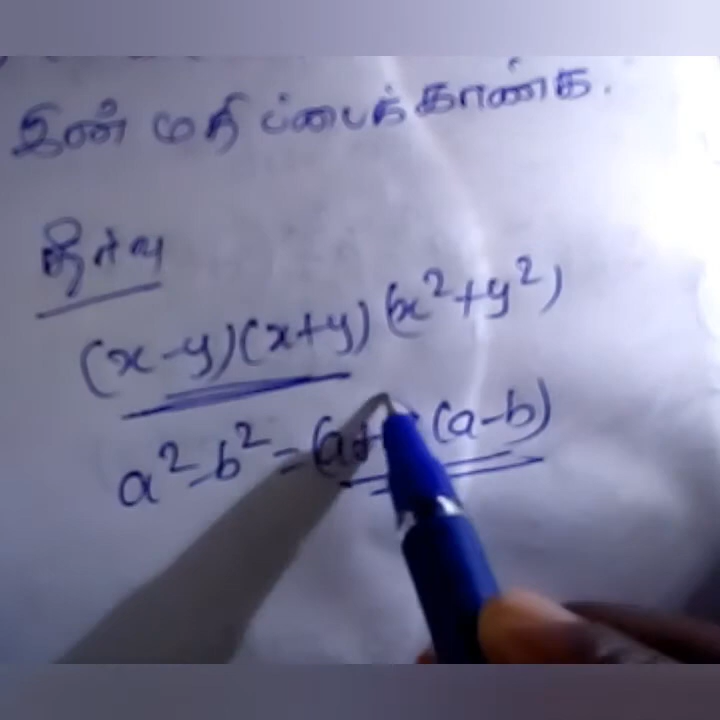 இன் மதிப்பைக் காண்க.
தீர்வு
(x-y)(x+y)(x²+y²)
a²-b² = (a+ (a-b)